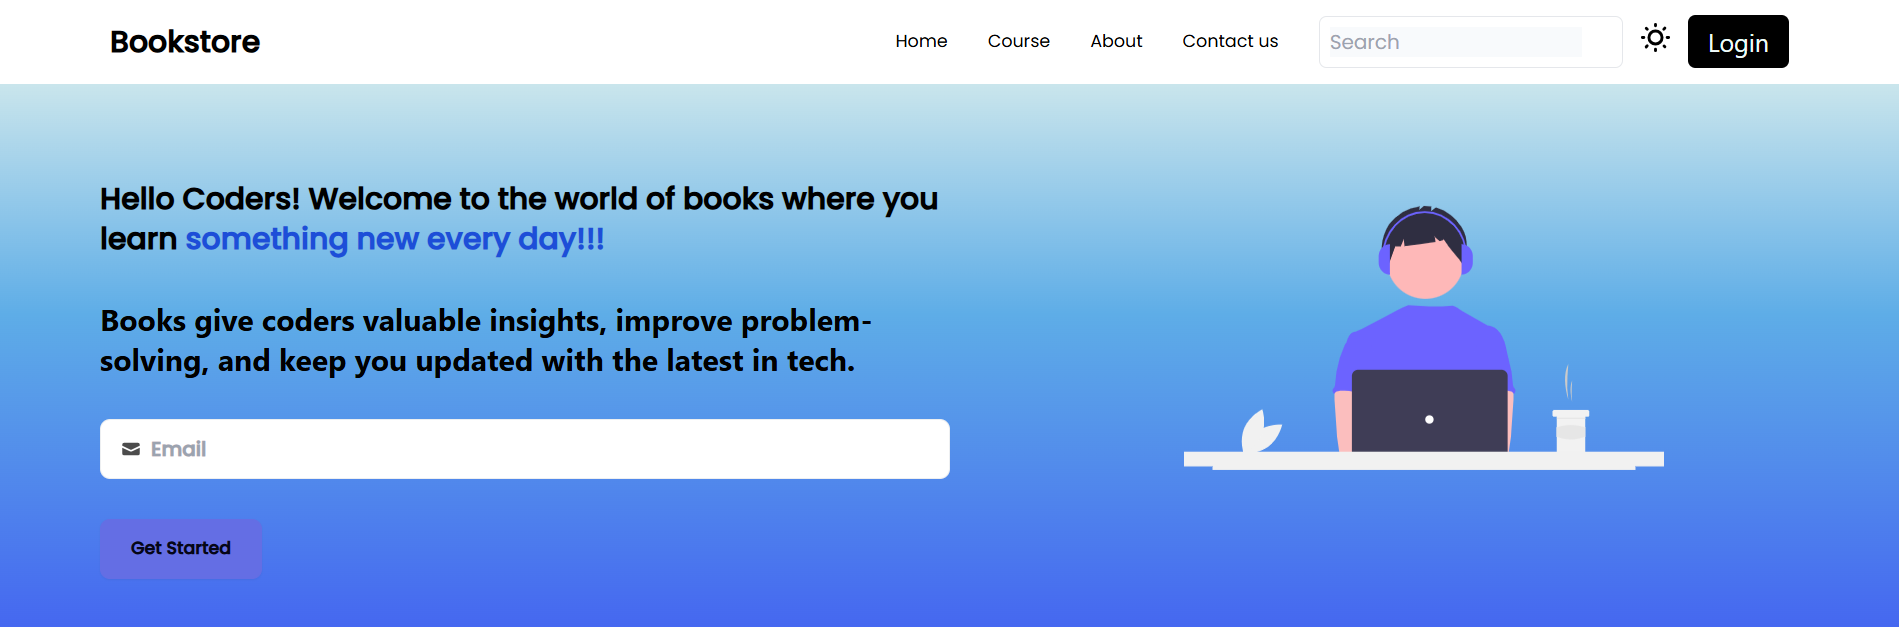 Bookstore
Home
Course
About
Contact us
Search
Login
Hello Coders! Welcome to the world of books where you
learn something new every day!!!
Books give coders valuable insights, improve problem-
solving, and keep you updated with the latest in tech.
Email
Get Started